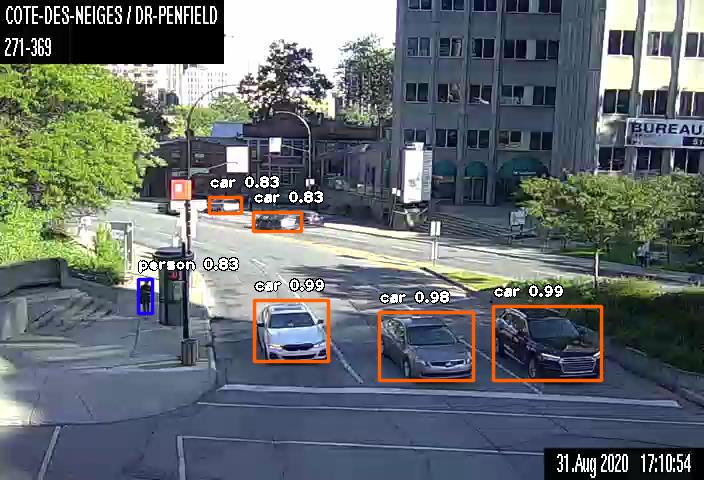 COTE-DES-NEIGES / DR-PENFIELD
271-369
BUREAU
car 0.83
car 0.83
person 0.83
car 0.99
car 0.98
car 0.99
31.Aug 2020 17:10:54